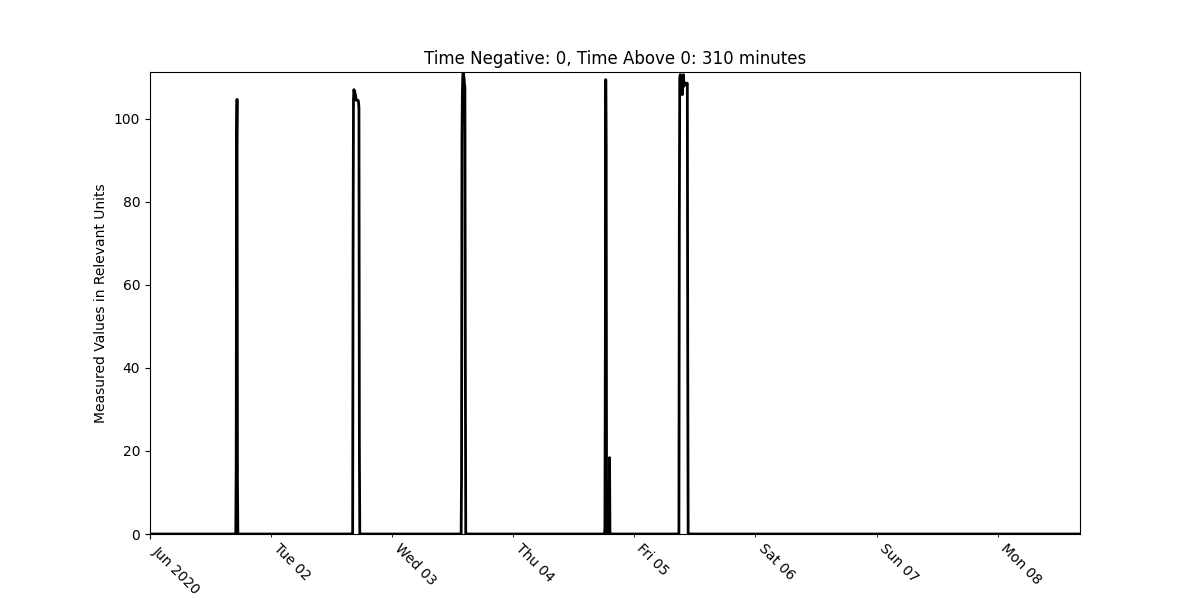 Time Negative: 0, Time Above 0: 310 minutes
Measured Values in Relevant Units
100
80
60
40
20
0
Jun 2020
Tue 02
Wed 03
Thu 04
Fri 05
Sat 06
Sun 07
Mon 08